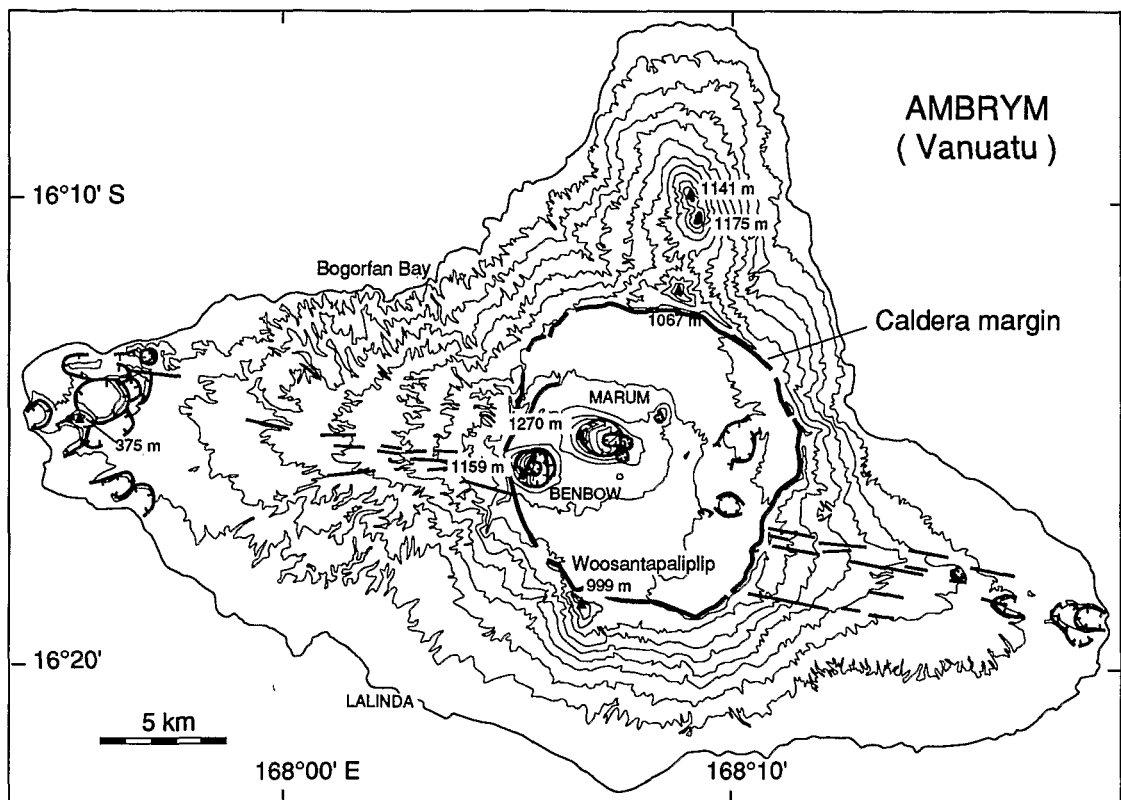 AMBRYM
( Vanuatu )
16°10' S
1141 m
1175 m
Bogorfan Bay
1067 m
Caldera margin
MARUM
1270 m
375 m
1159 m
BENBOW
Woosantapaliplip
999 m
16°20'
LALINDA
5 km
168°00' E
168°10'